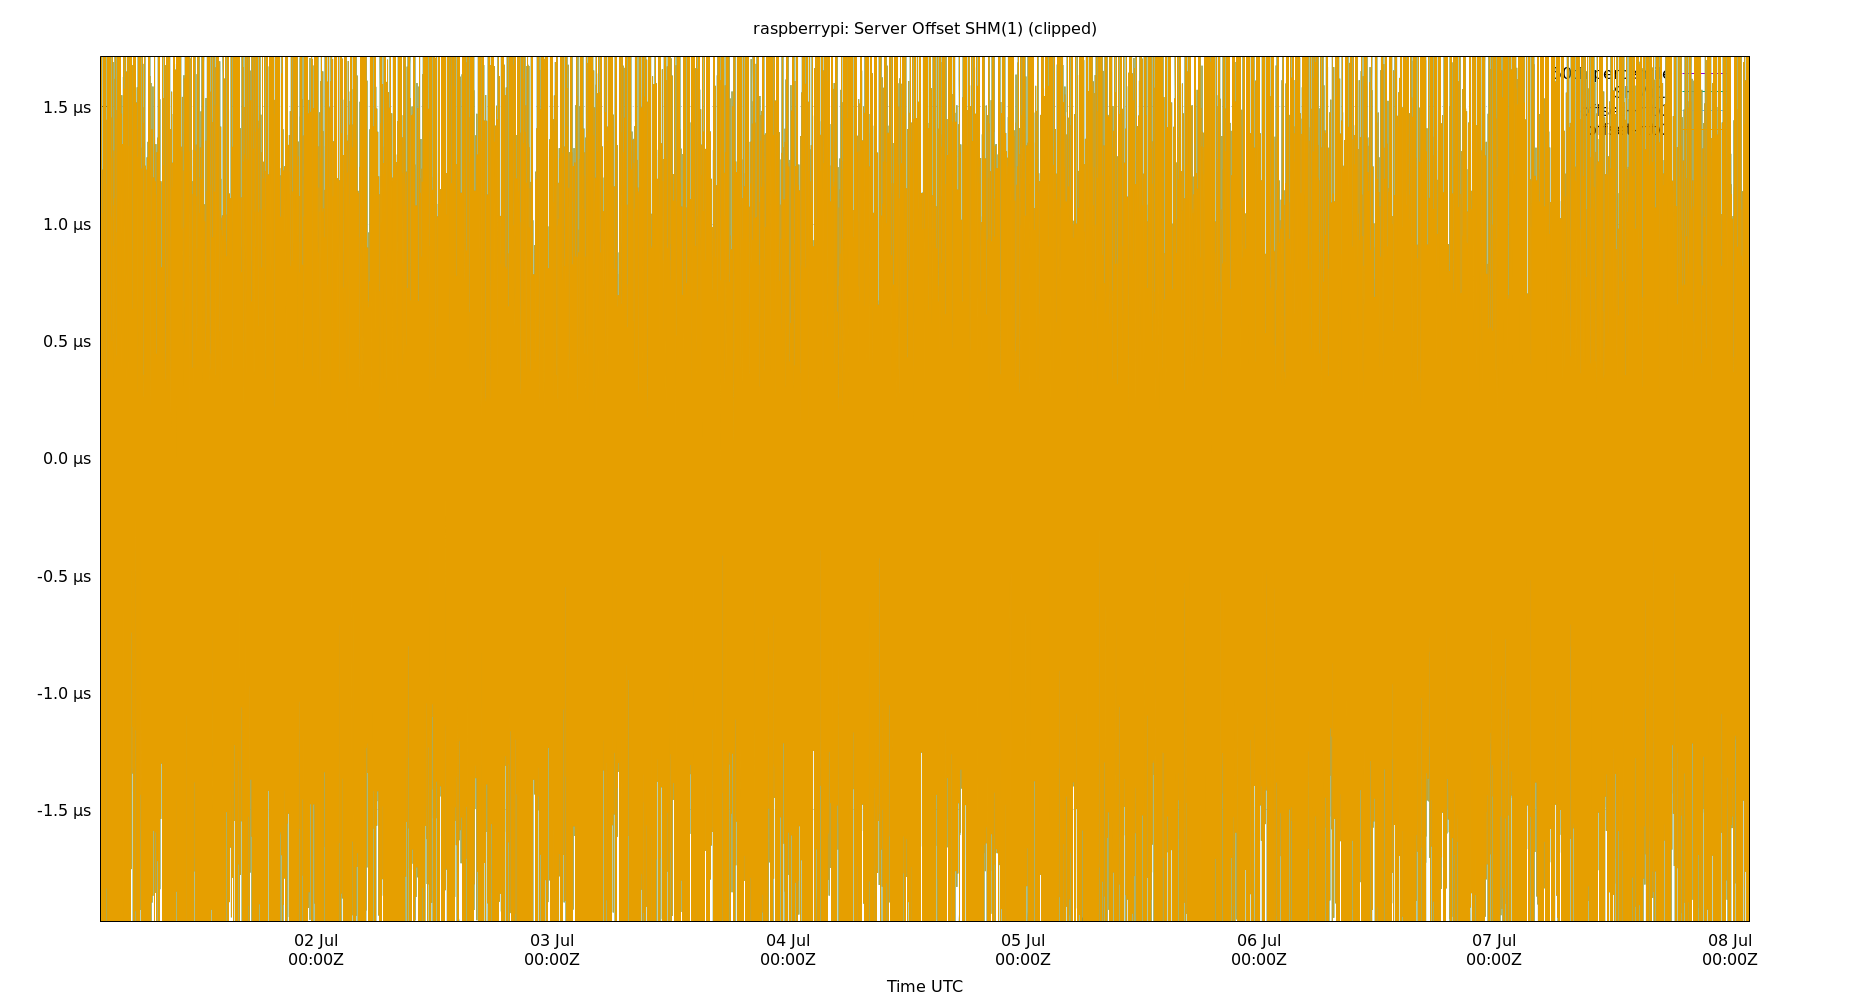 raspberrypi: Server Offset SHM(1) (clipped)
1.5 µs
1.0 µs
0.5 µs
0.0 µs
-0.5 µs
-1.0 µs
-1.5 µs
02 Jul 03 Jul 04 Jul 05 Jul 06 Jul 07 Jul 08 Jul
00:00Z 00:00Z 00:00Z 00:00Z 00:00Z 00:00Z 00:00Z
Time UTC